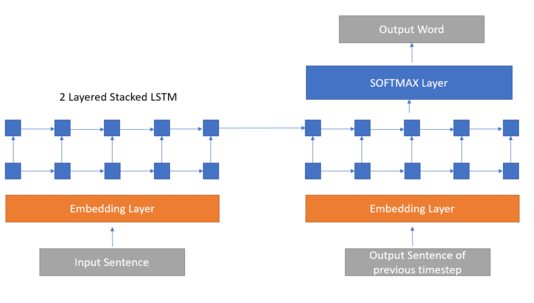 Output Word
SOFTMAX Layer
2 Layered Stacked LSTM
Embedding Layer
Embedding Layer
Input Sentence
Output Sentence of
previous timestep